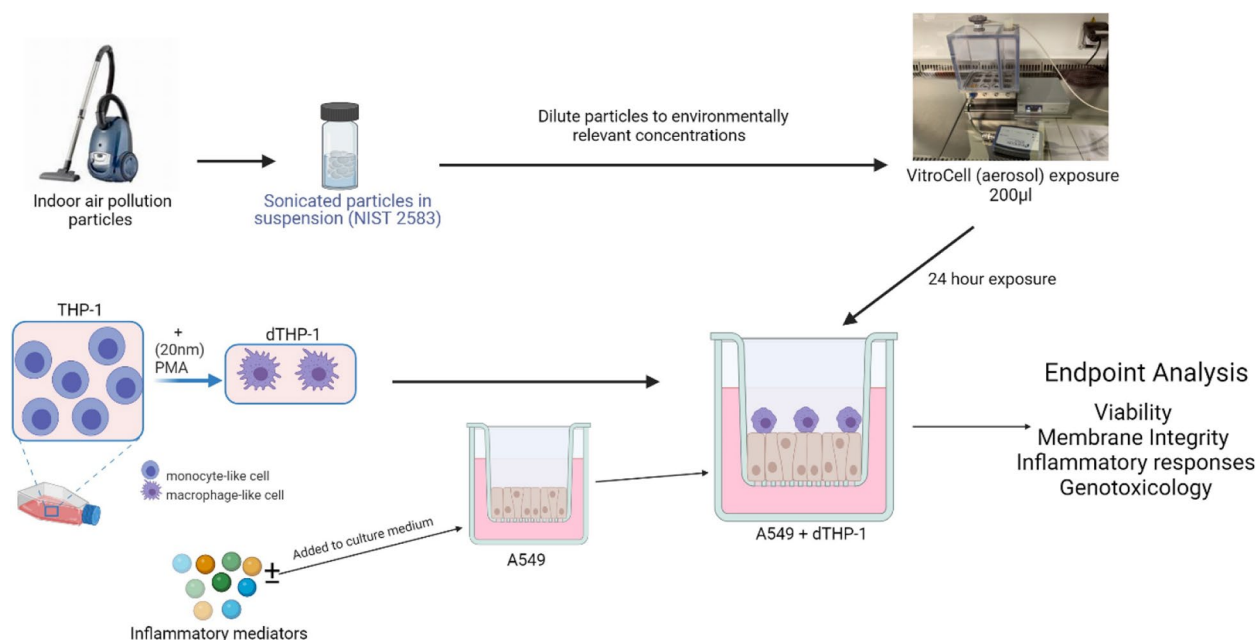 Indoor air pollution
particles
Sonicated particles in
suspension (NIST 2583)
Dilute particles to environmentally
relevant concentrations
VitroCell (aerosol) exposure
200µl
24 hour exposure
THP-1
+
(20nm)
PMA
dTHP-1
monocyte-like cell
macrophage-like cell
Added to culture medium
±
Inflammatory mediators
A549
A549 + dTHP-1
Endpoint Analysis
Viability
Membrane Integrity
Inflammatory responses
Genotoxicology